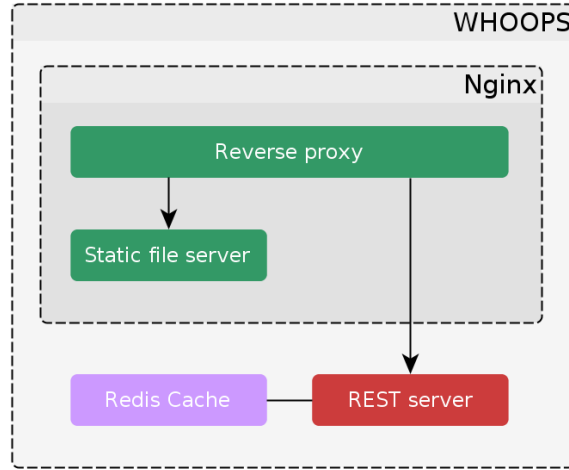 WHOOPS
Nginx
Reverse proxy
Static file server
Redis Cache
REST server